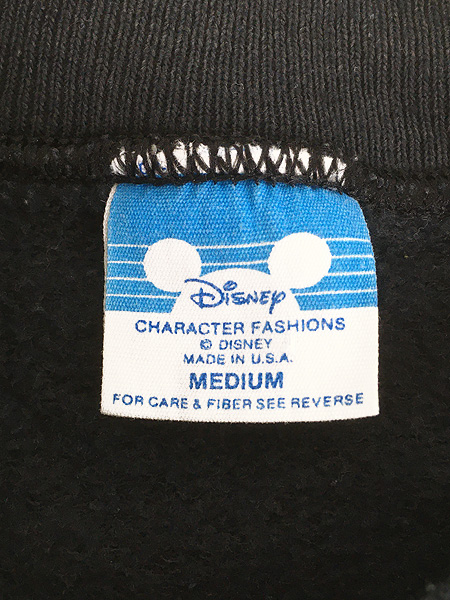 Disney
CHARACTER FASHIONS
© DISNEY
MADE IN U.S.A.
MEDIUM
FOR CARE & FIBER SEE REVERSE